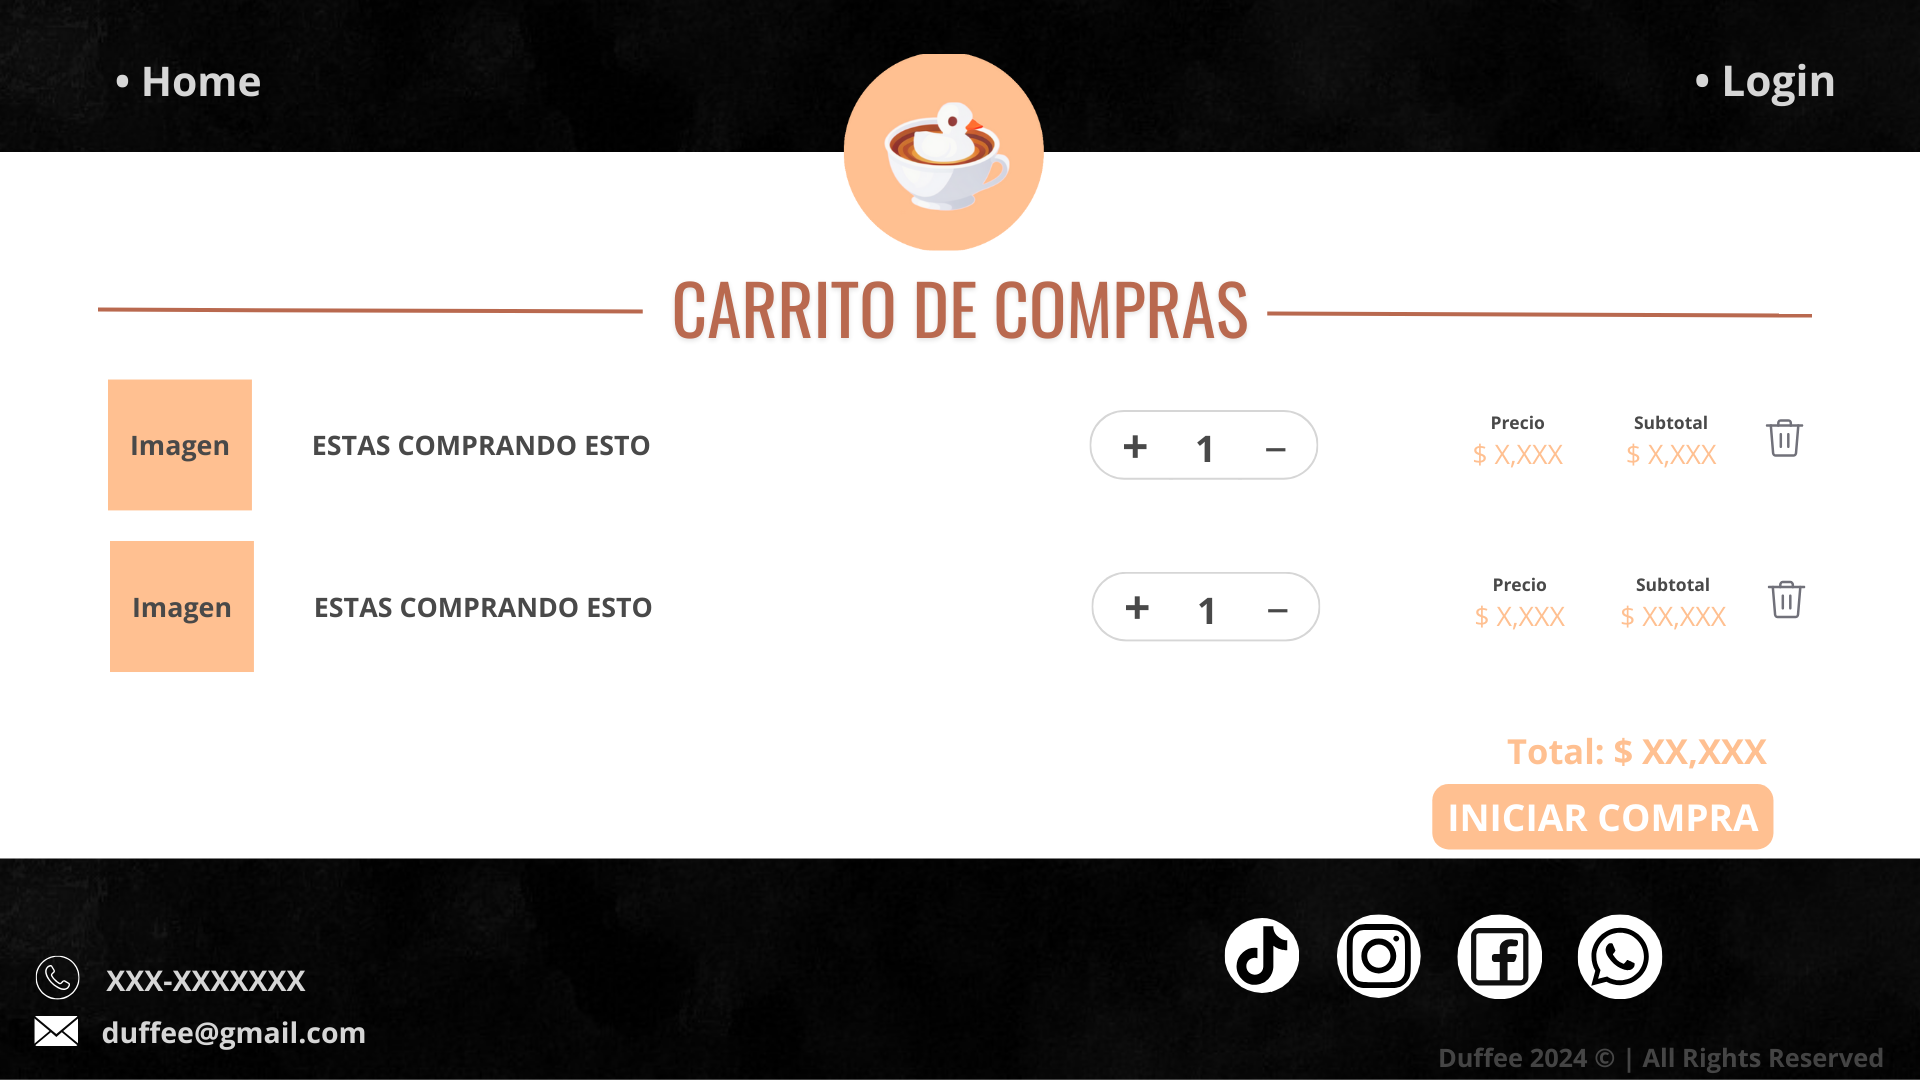 • Home
• Login
CARRITO DE COMPRAS
Imagen
ESTAS COMPRANDO ESTO
+ 1 –
Precio
$ X,XXX
Subtotal
$ X,XXX
Imagen
ESTAS COMPRANDO ESTO
+ 1 –
Precio
$ X,XXX
Subtotal
$ XX,XXX
Total: $ XX,XXX
INICIAR COMPRA
XXX-XXXXXXX
duffee@gmail.com
Duffee 2024 © | All Rights Reserved